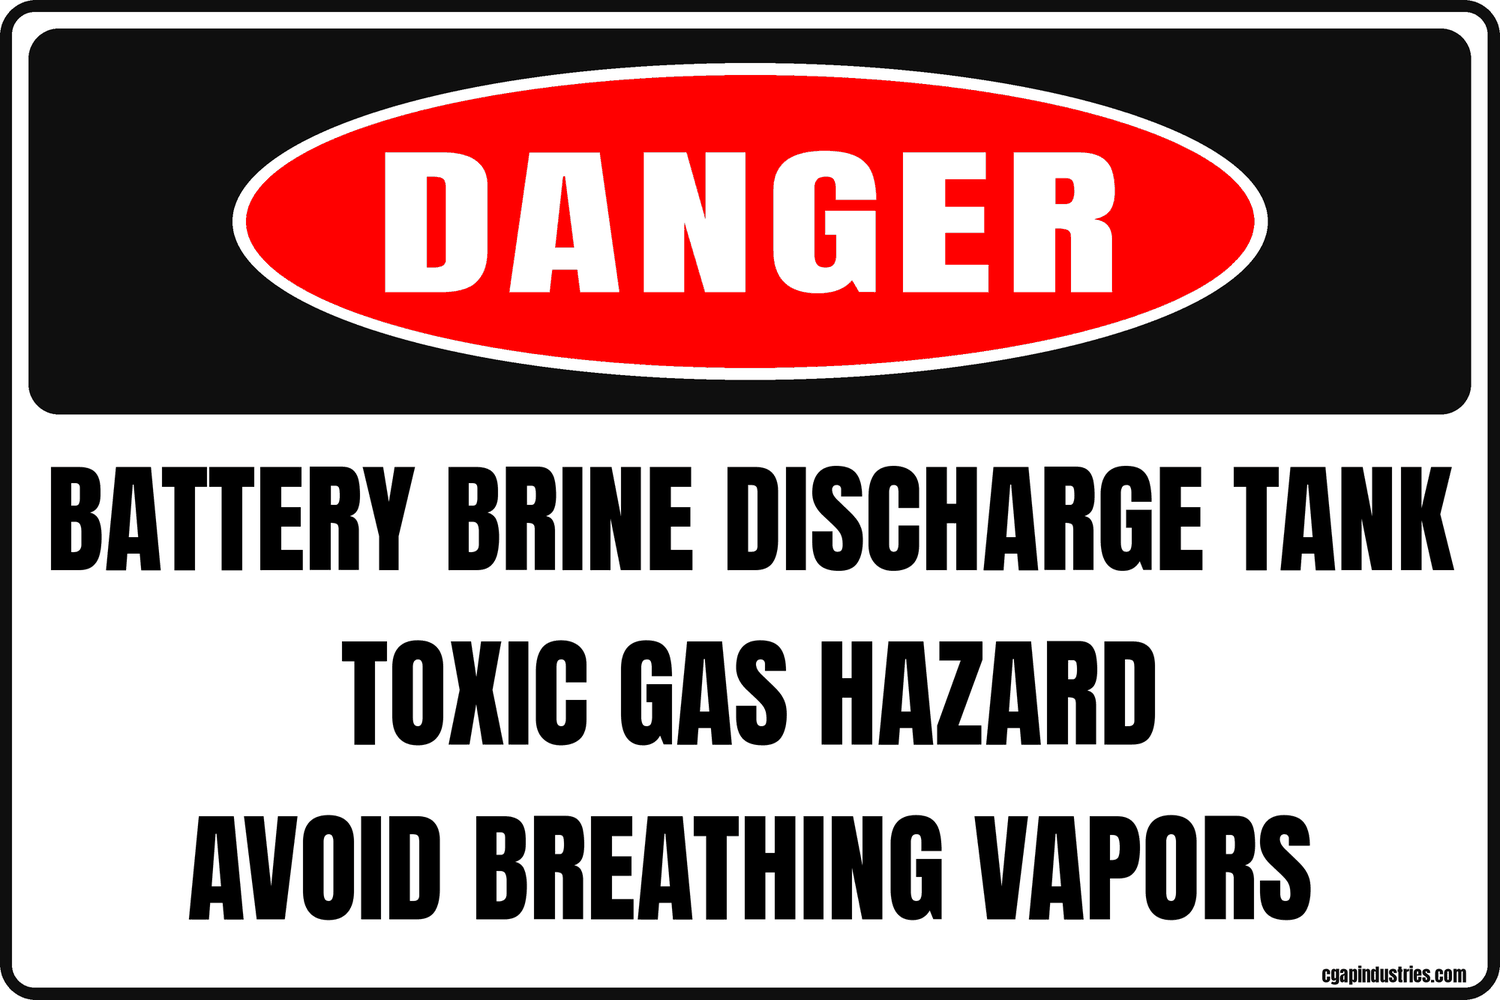 DANGER
BATTERY BRINE DISCHARGE TANK
TOXIC GAS HAZARD
AVOID BREATHING VAPORS
cgapindustries.com